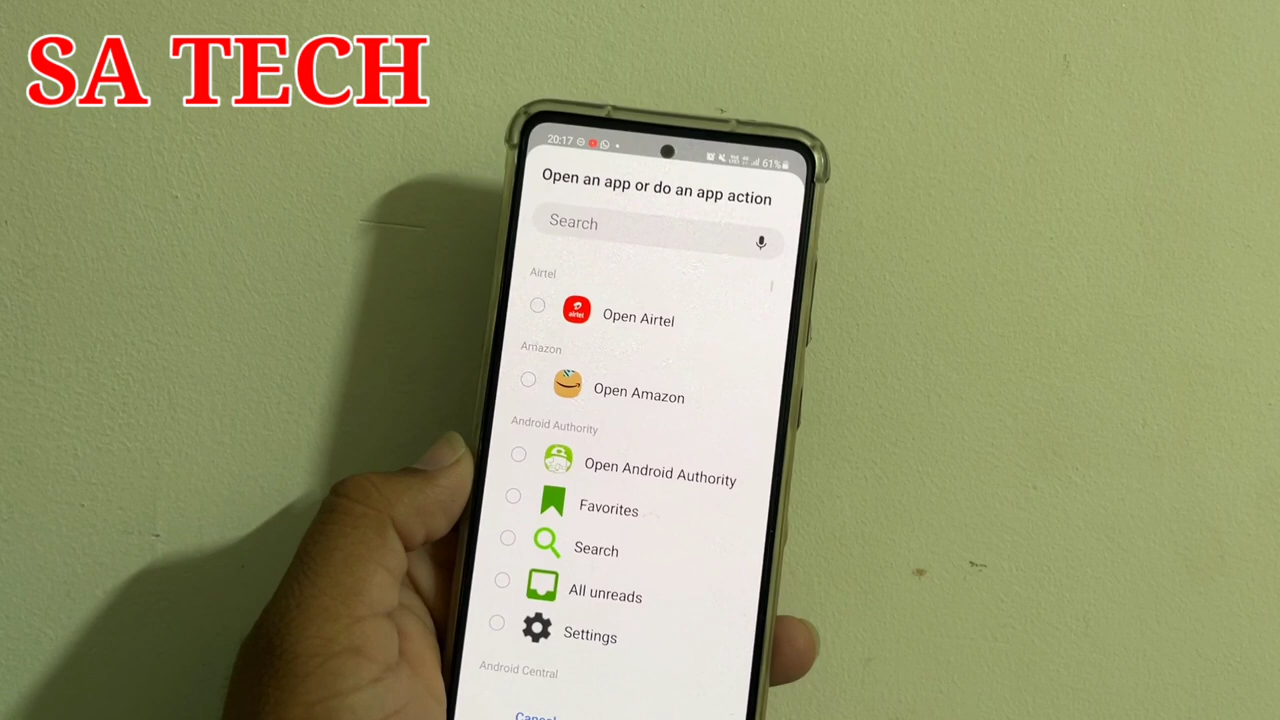 SA TECH
20:17
61%
Open an app or do an app action
Search
Airtel
airtel
Open Airtel
Amazon
Open Amazon
Android Authority
Open Android Authority
Favorites
Search
All unreads
Settings
Android Central
Cancel